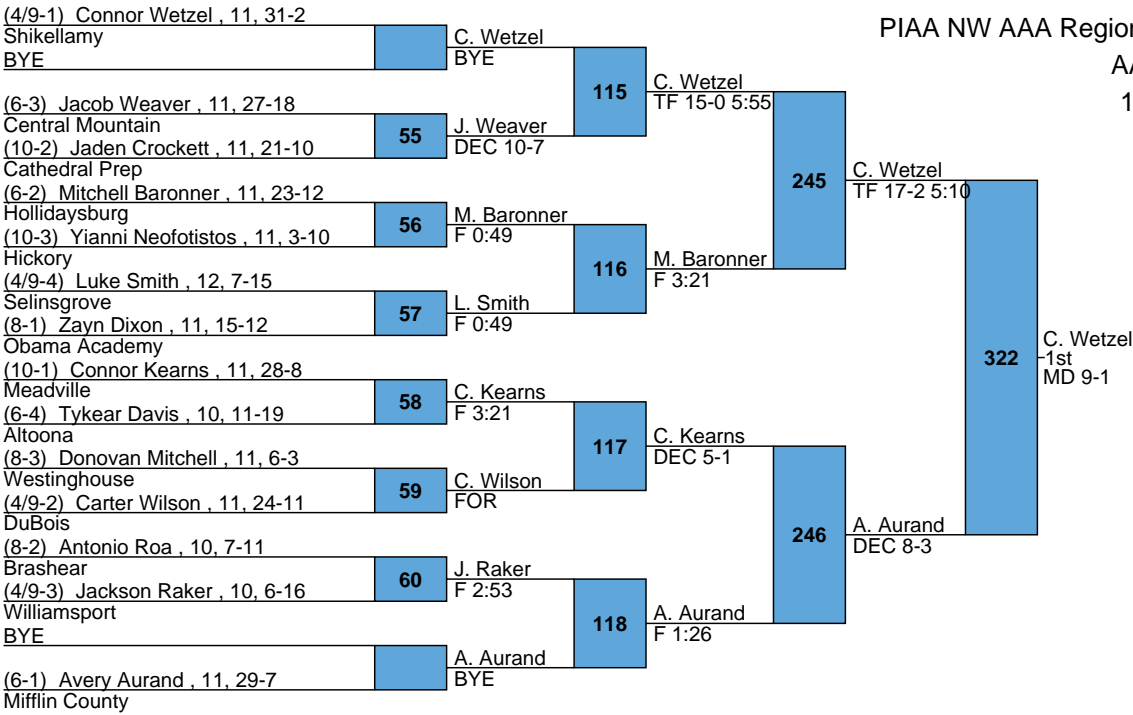 PIAA NW AAA Region
AA
1
(4/9-1) Connor Wetzel , 11, 31-2
Shikellamy
BYE
(6-3) Jacob Weaver , 11, 27-18
Central Mountain
(10-2) Jaden Crockett , 11, 21-10
Cathedral Prep
(6-2) Mitchell Baronner , 11, 23-12
Hollidaysburg
(10-3) Yianni Neofotistos , 11, 3-10
Hickory
(4/9-4) Luke Smith , 12, 7-15
Selinsgrove
(8-1) Zayn Dixon , 11, 15-12
Obama Academy
(10-1) Connor Kearns , 11, 28-8
Meadville
(6-4) Tykear Davis , 10, 11-19
Altoona
(8-3) Donovan Mitchell , 11, 6-3
Westinghouse
(4/9-2) Carter Wilson , 11, 24-11
DuBois
(8-2) Antonio Roa , 10, 7-11
Brashear
(4/9-3) Jackson Raker , 10, 6-16
Williamsport
BYE
(6-1) Avery Aurand , 11, 29-7
Mifflin County
55
56
57
58
59
60
C. Wetzel
BYE
J. Weaver
DEC 10-7
M. Baronner
F 0:49
L. Smith
F 0:49
C. Kearns
F 3:21
C. Wilson
FOR
J. Raker
F 2:53
A. Aurand
BYE
115
116
117
118
C. Wetzel
TF 15-0 5:55
M. Baronner
F 3:21
C. Kearns
DEC 5-1
A. Aurand
F 1:26
245
246
C. Wetzel
TF 17-2 5:10
A. Aurand
DEC 8-3
322
C. Wetzel
1st
MD 9-1